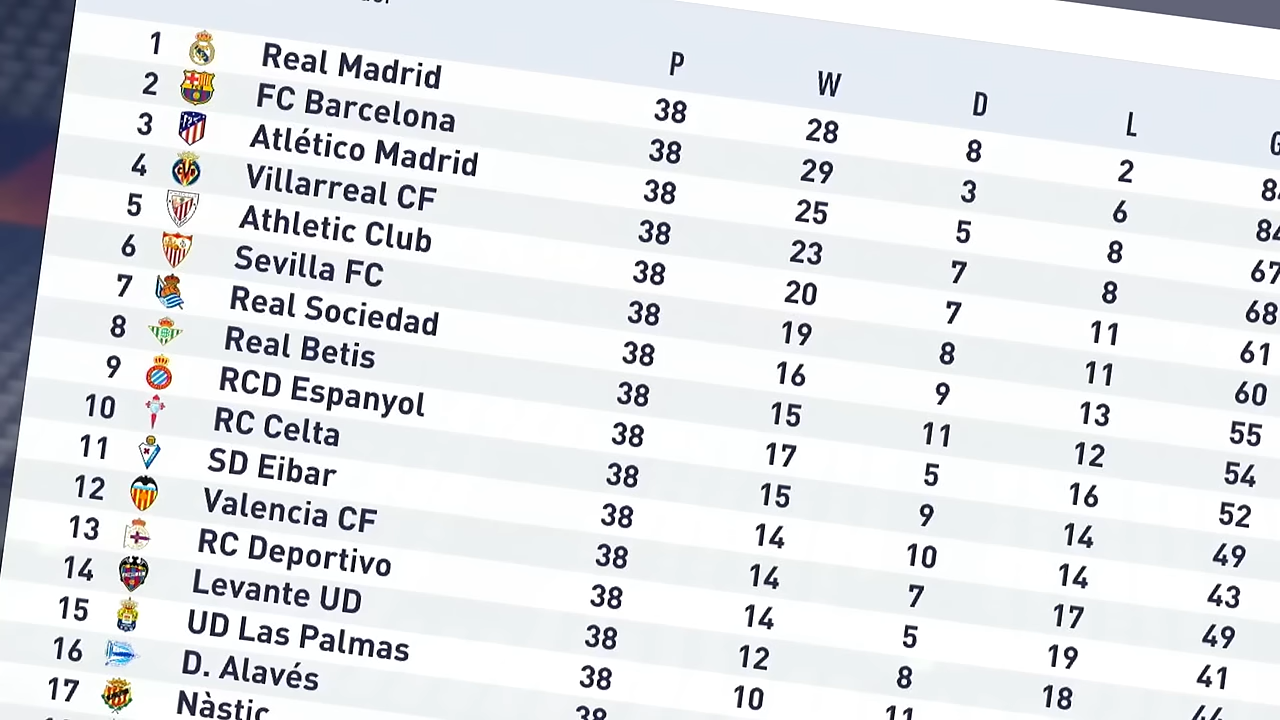 P W D L
1 Real Madrid 38 28 8 2
2 FC Barcelona 38 29 3 6 84
3 Atlético Madrid 38 25 5 8 67
4 Villarreal CF 38 23 7 8 68
5 Athletic Club 38 20 7 11 61
6 Sevilla FC 38 19 8 11 60
7 Real Sociedad 38 16 9 13 55
8 Real Betis 38 15 11 12 54
9 RCD Espanyol 38 17 5 16 52
10 RC Celta 38 15 9 14 49
11 SD Eibar 38 14 10 14 43
12 Valencia CF 38 14 7 17 49
13 RC Deportivo 38 14 5 19 41
14 Levante UD 38 12 8 18 44
15 UD Las Palmas 38 10 11
16 D. Alavés 38
17 Nàstic